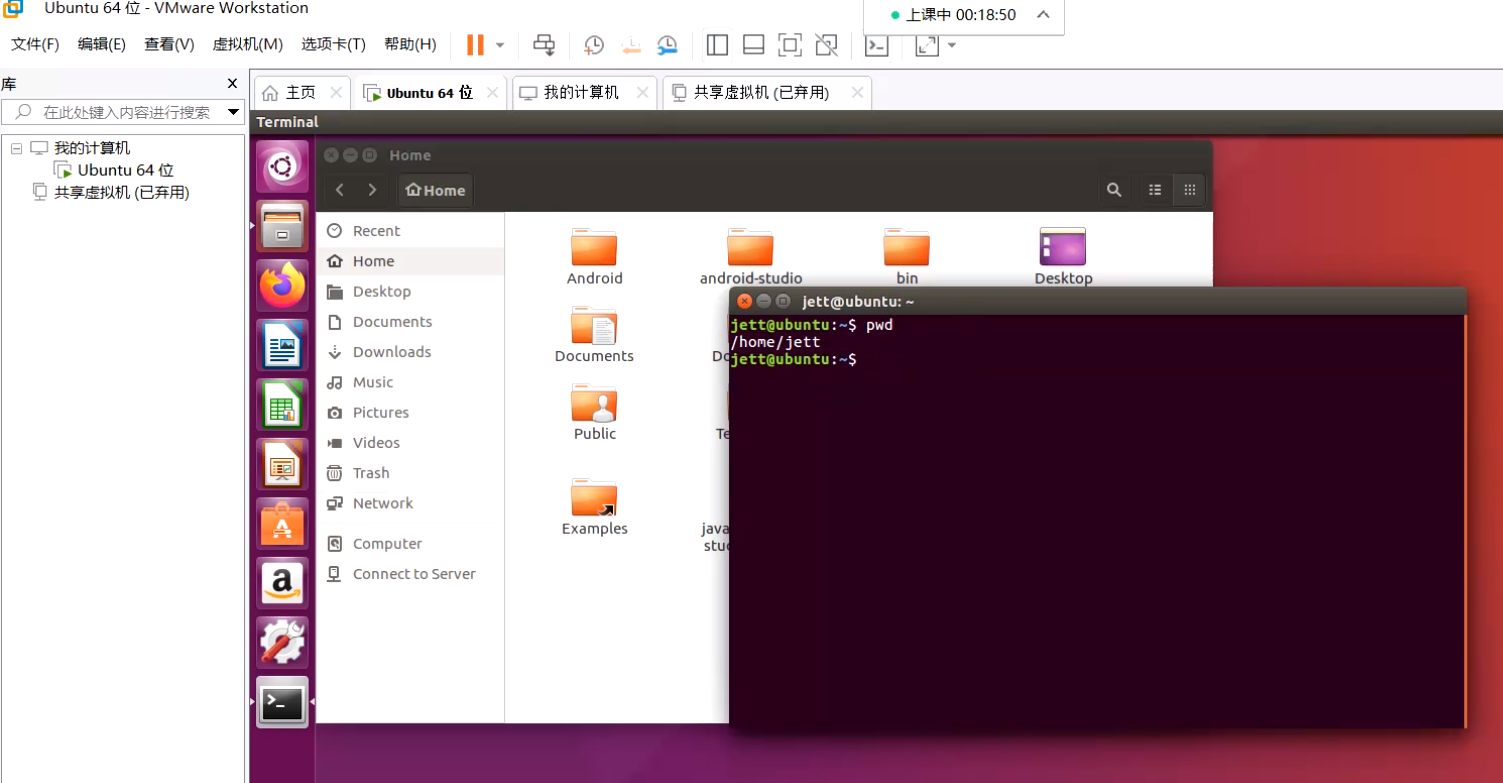 Ubuntu 64 位 - VMware Workstation
上课中 00:18:50
文件(F) 编辑(E) 查看(V) 虚拟机(M) 选项卡(T) 帮助(H)
库
在此处键入内容进行搜索
我的计算机
Ubuntu 64 位
共享虚拟机 (已弃用)
主页
Ubuntu 64 位
我的计算机
共享虚拟机 (已弃用)
Terminal
Home
Home
Recent
Home
Desktop
Documents
Downloads
Music
Pictures
Videos
Trash
Network
Computer
Connect to Server
Android
android-studio
bin
Desktop
Documents
Do
Public
Te
Examples
java
stud
jett@ubuntu: ~
jett@ubuntu:~$ pwd
/home/jett
jett@ubuntu:~$